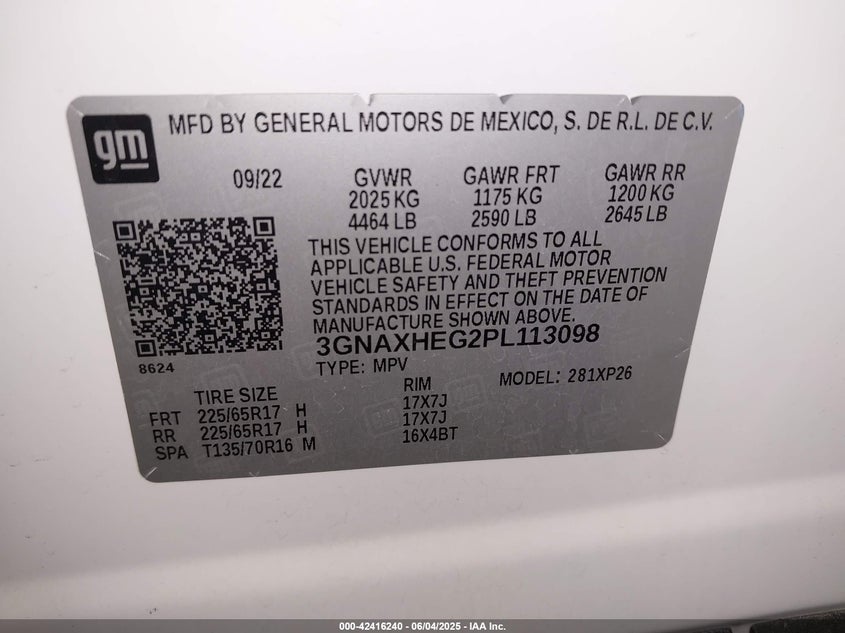 gm
MFD BY GENERAL MOTORS DE MEXICO, S. DE R.L. DE C.V.
09/22 GVWR GAWR FRT GAWR RR
2025 KG 1175 KG 1200 KG
4464 LB 2590 LB 2645 LB
THIS VEHICLE CONFORMS TO ALL
APPLICABLE U.S. FEDERAL MOTOR
VEHICLE SAFETY AND THEFT PREVENTION
STANDARDS IN EFFECT ON THE DATE OF
MANUFACTURE SHOWN ABOVE.
3GNAXHEG2PL113098
8624
TYPE: MPV MODEL: 281XP26
TIRE SIZE RIM
FRT 225/65R17 H 17X7J
RR 225/65R17 H 17X7J
SPA T135/70R16 M 16X4BT
000-42416240 - 06/04/2025 - IAA Inc.